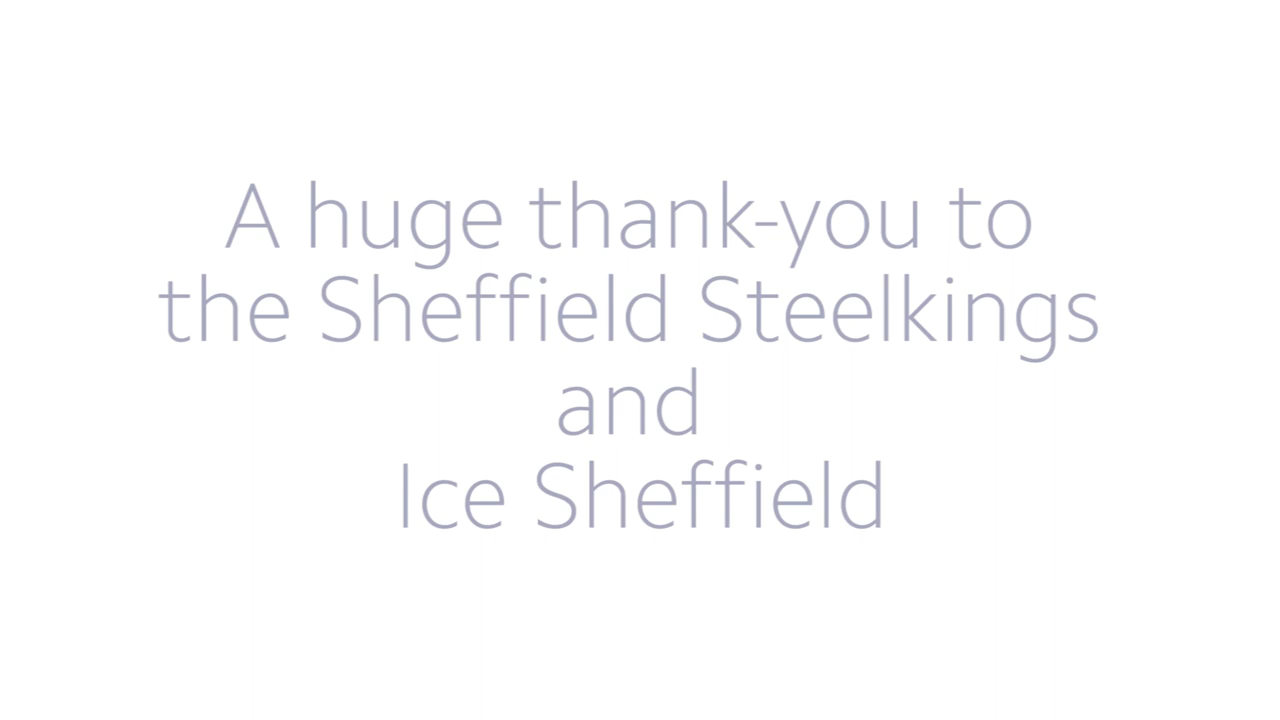 A huge thank-you to
the Sheffield Steelkings
and
Ice Sheffield